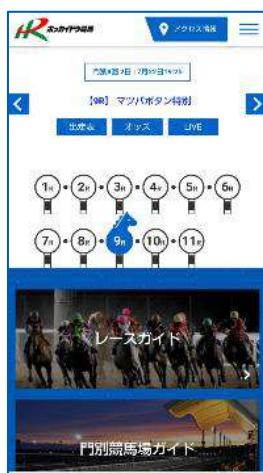 ホッカイドウ競馬
アクセス情報
【9R】 マツバボタン特別
出走表 オッズ LIVE
1R 2R 3R 4R 5R 6R
7R 8R 9R 10R 11R
レースガイド
門別競馬場ガイド